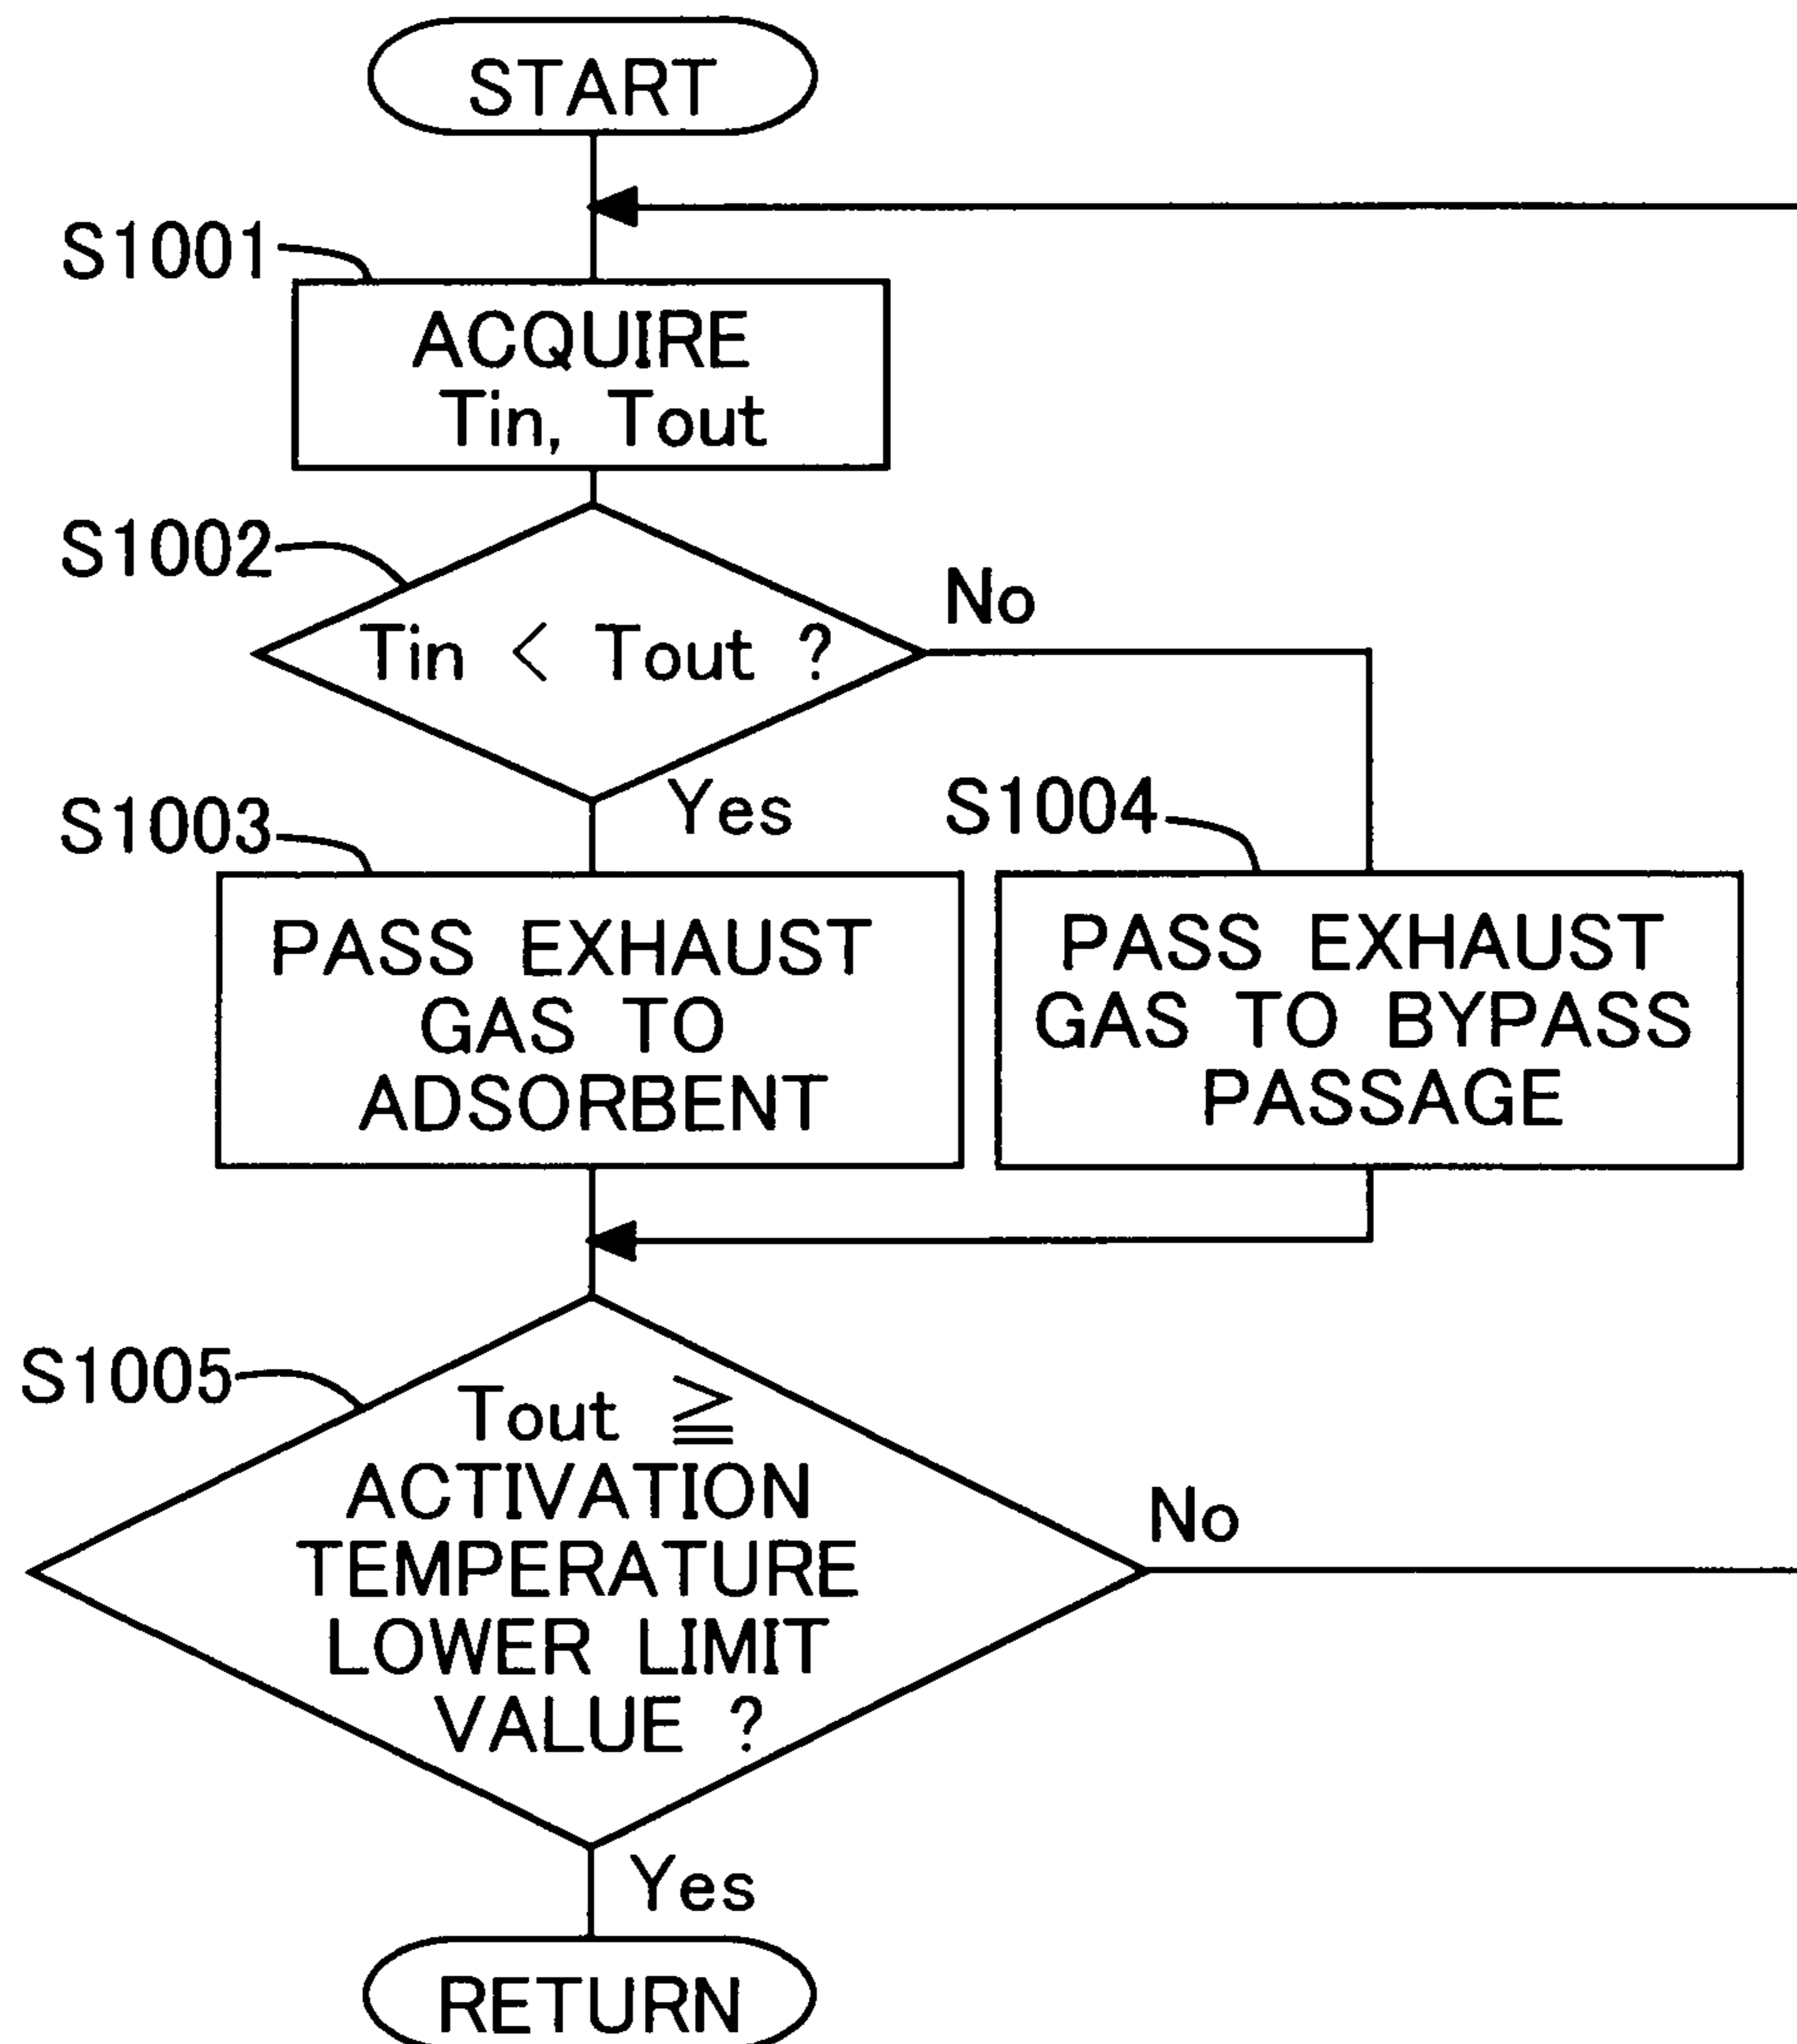 START
S1001
ACQUIRE
Tin, Tout
S1002
Tin < Tout ?
No
Yes
S1003
PASS EXHAUST
GAS TO
ADSORBENT
S1004
PASS EXHAUST
GAS TO BYPASS
PASSAGE
S1005
Tout ≧
ACTIVATION
TEMPERATURE
LOWER LIMIT
VALUE ?
No
Yes
RETURN